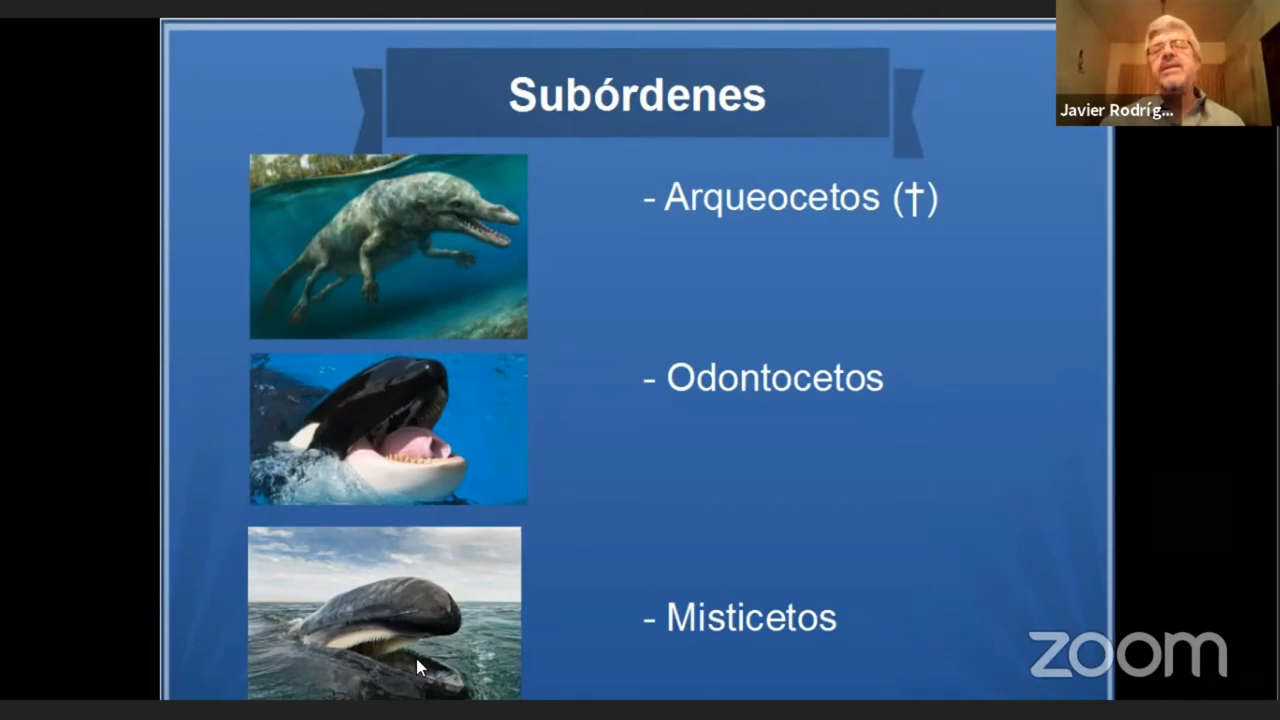 Subórdenes
Javier Rodríg...
- Arqueocetos (†)
- Odontocetos
- Misticetos
zoom